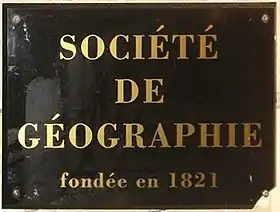 SOCIÉTÉ
DE
GÉOGRAPHIE
fondée en 1821